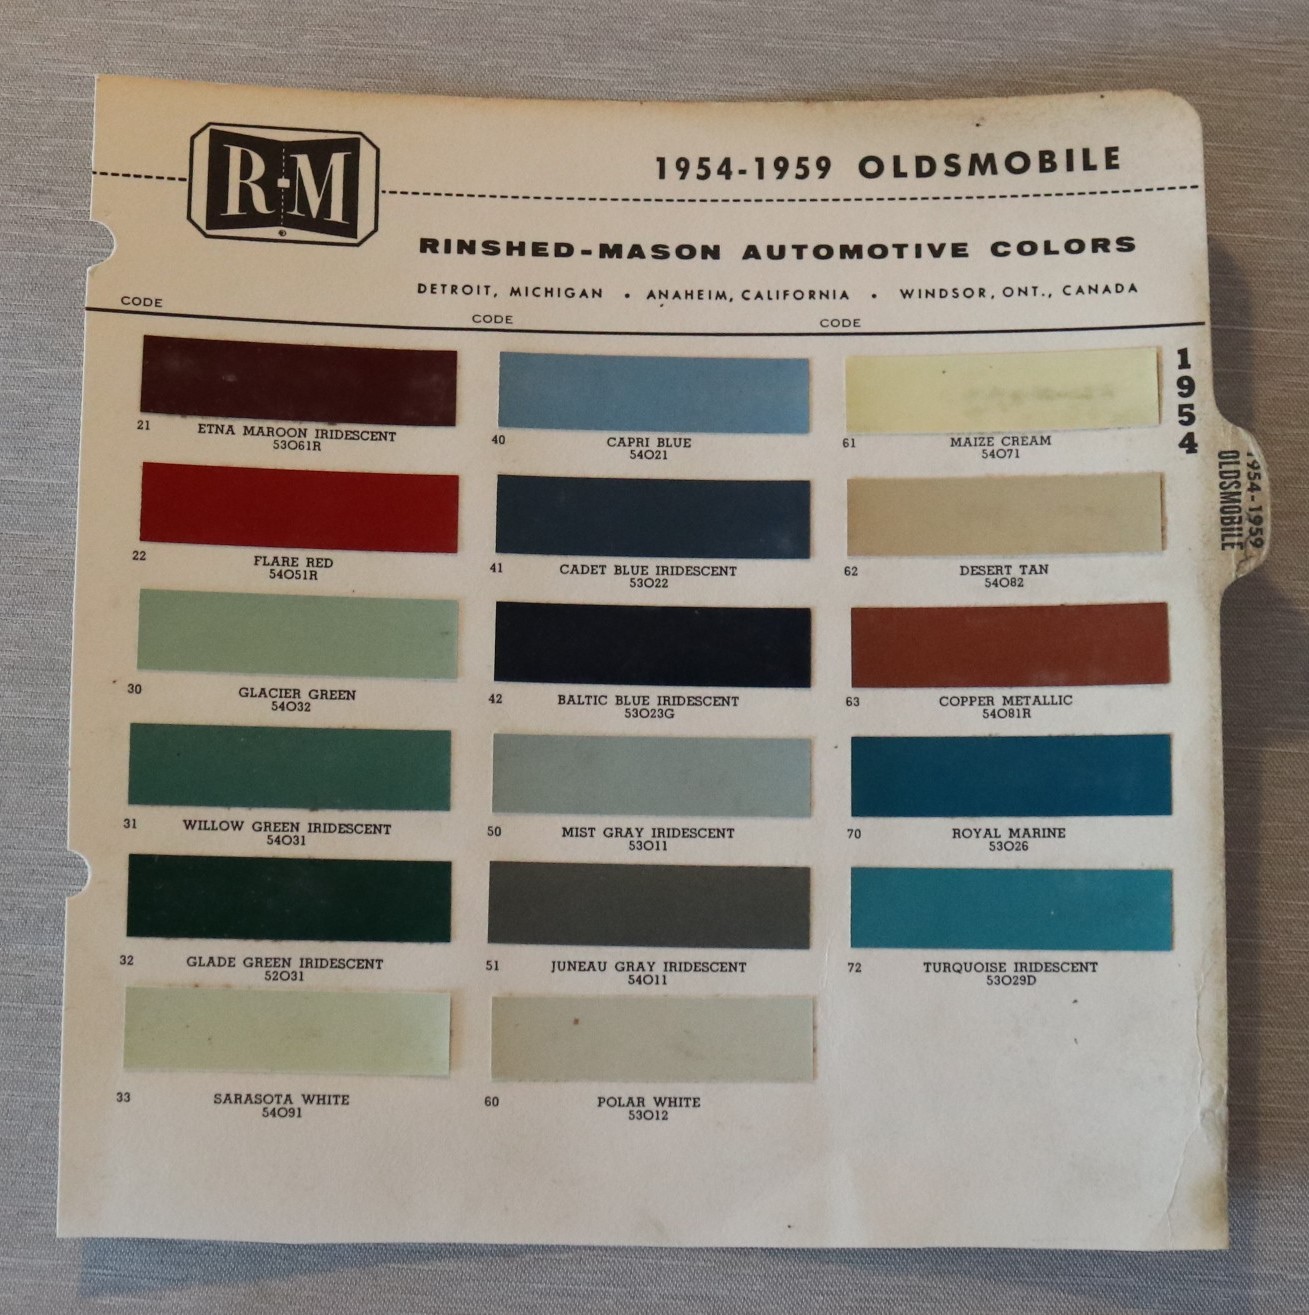 R-M
1954-1959 OLDSMOBILE
RINSHED-MASON AUTOMOTIVE COLORS
DETROIT, MICHIGAN • ANAHEIM, CALIFORNIA • WINDSOR, ONT., CANADA
CODE
CODE
CODE
1954
21
ETNA MAROON IRIDESCENT
53O61R
22
FLARE RED
54O51R
30
GLACIER GREEN
54O32
31
WILLOW GREEN IRIDESCENT
54O31
32
GLADE GREEN IRIDESCENT
52O31
33
SARASOTA WHITE
54O91
40
CAPRI BLUE
54O21
41
CADET BLUE IRIDESCENT
53O22
42
BALTIC BLUE IRIDESCENT
53O23G
50
MIST GRAY IRIDESCENT
53O11
51
JUNEAU GRAY IRIDESCENT
54O11
60
POLAR WHITE
53O12
61
MAIZE CREAM
54O71
62
DESERT TAN
54O82
63
COPPER METALLIC
54O81R
70
ROYAL MARINE
53O26
72
TURQUOISE IRIDESCENT
53O29D
1954-1959
OLDSMOBILE